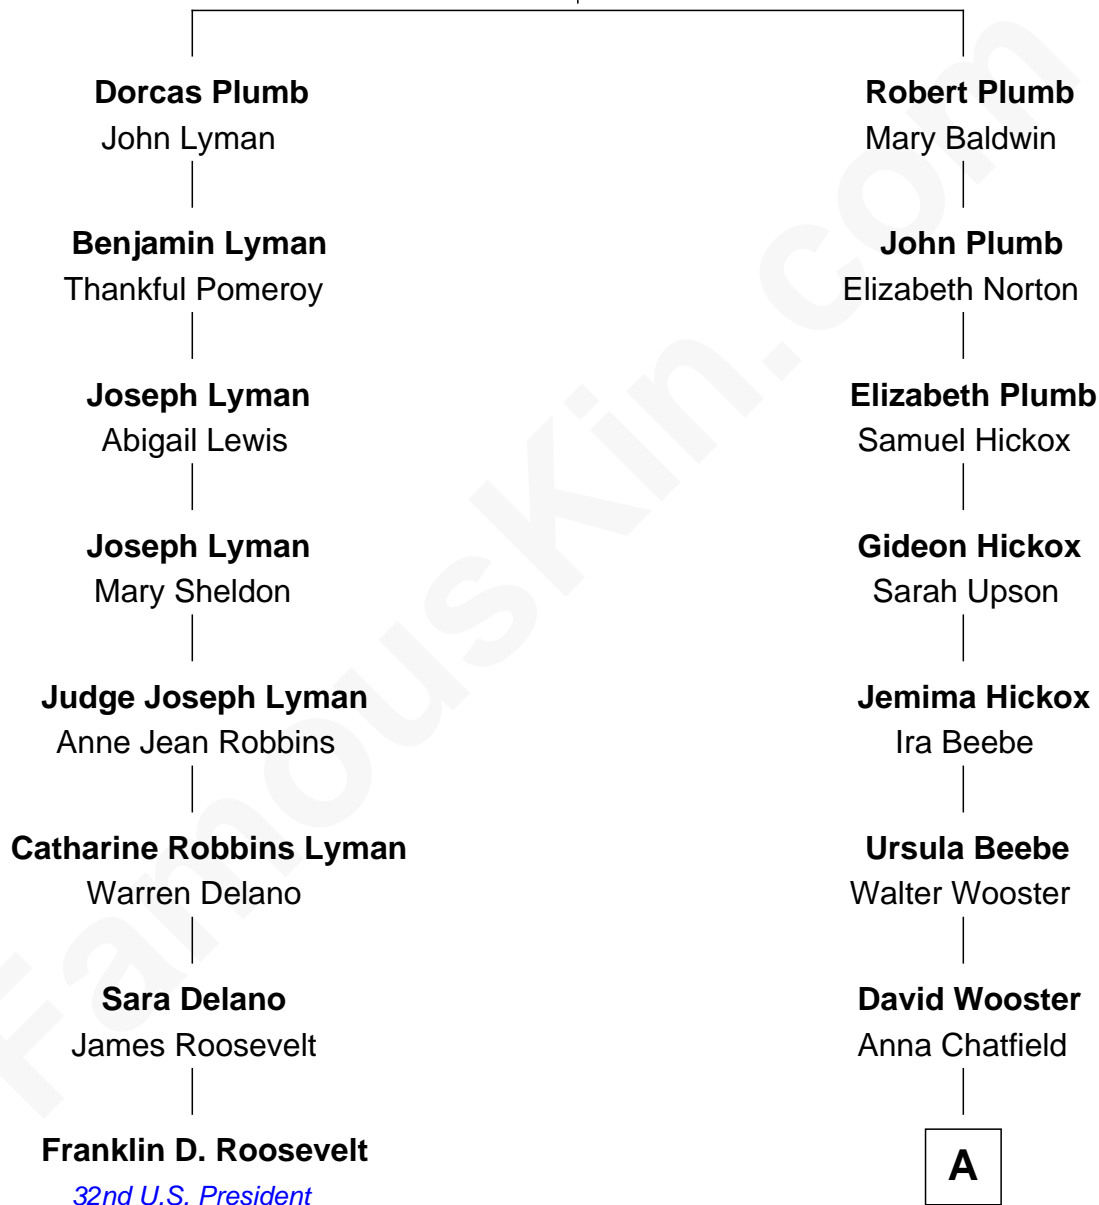 Dorcas Plumb
John Lyman
Benjamin Lyman
Thankful Pomeroy
Joseph Lyman
Abigail Lewis
Joseph Lyman
Mary Sheldon
Judge Joseph Lyman
Anne Jean Robbins
Catharine Robbins Lyman
Warren Delano
Sara Delano
James Roosevelt
Franklin D. Roosevelt
32nd U.S. President
Robert Plumb
Mary Baldwin
John Plumb
Elizabeth Norton
Elizabeth Plumb
Samuel Hickox
Gideon Hickox
Sarah Upson
Jemima Hickox
Ira Beebe
Ursula Beebe
Walter Wooster
David Wooster
Anna Chatfield
A
FamousKin.com